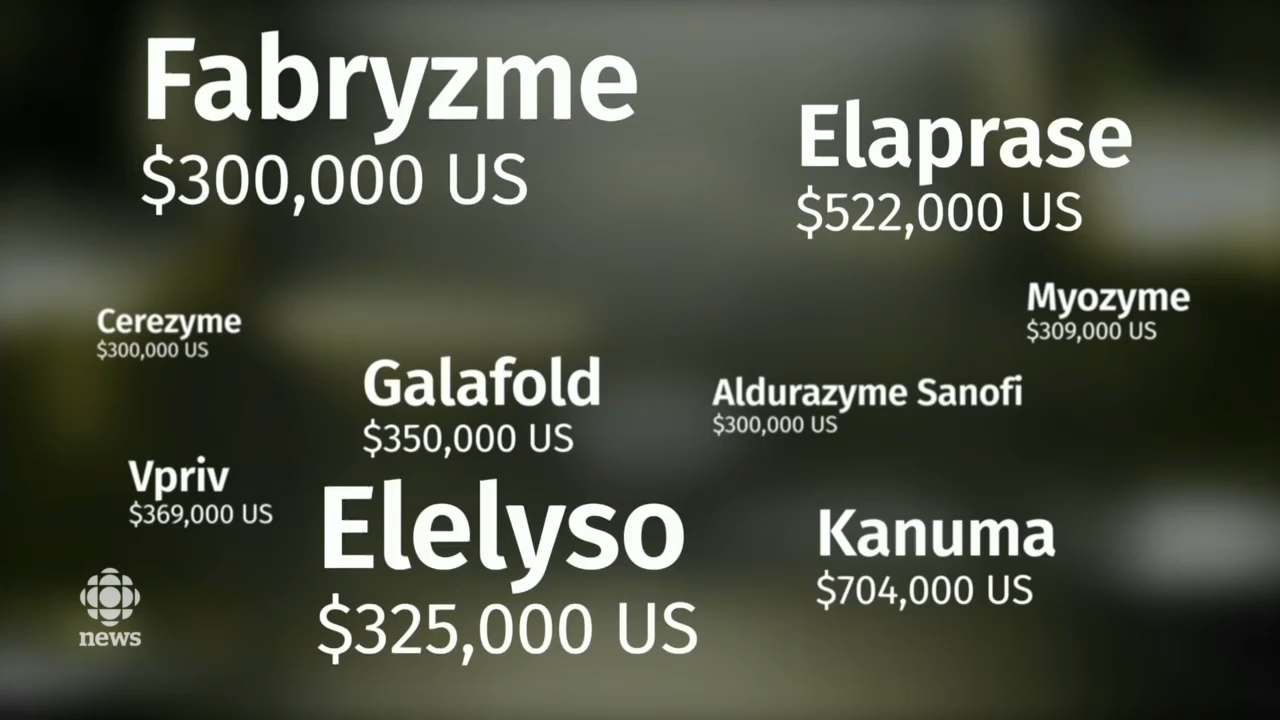 Fabryzme
$300,000 US
Elaprase
$522,000 US
Cerezyme
$300,000 US
Myozyme
$309,000 US
Galafold
$350,000 US
Aldurazyme Sanofi
$300,000 US
Vpriv
$369,000 US
Elelyso
$325,000 US
Kanuma
$704,000 US
news